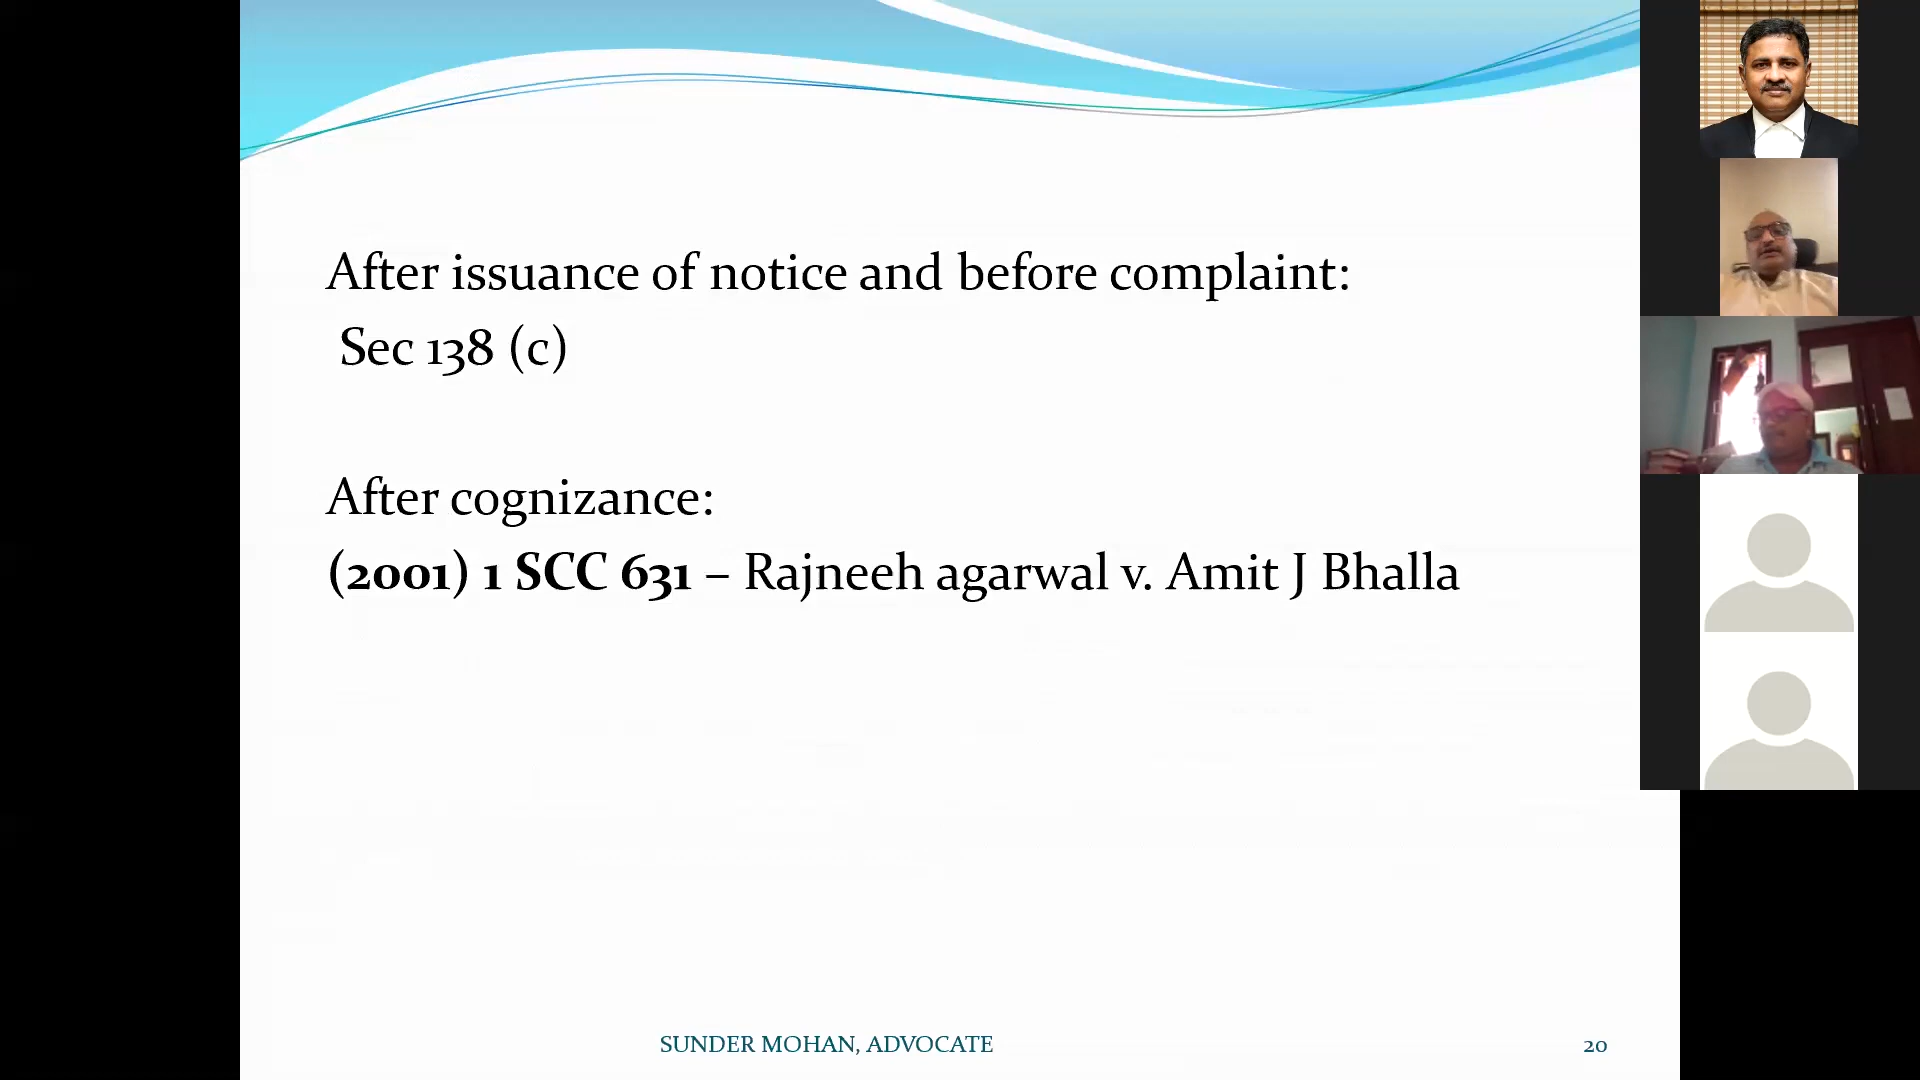 After issuance of notice and before complaint:
Sec 138 (c)
After cognizance:
(2001) 1 SCC 631 – Rajneeh agarwal v. Amit J Bhalla
SUNDER MOHAN, ADVOCATE
20